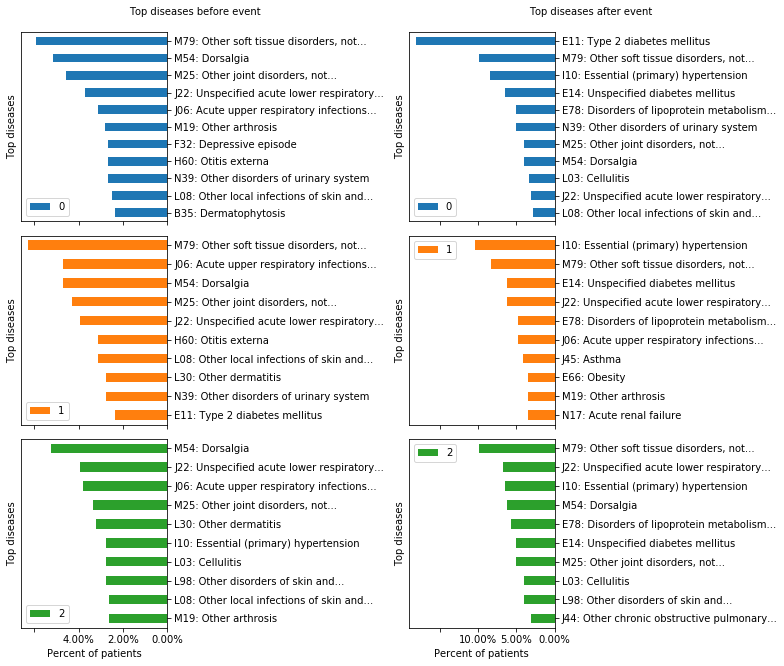 Top diseases before event
Top diseases after event
Top diseases
M79: Other soft tissue disorders, not...
M54: Dorsalgia
M25: Other joint disorders, not...
J22: Unspecified acute lower respiratory...
J06: Acute upper respiratory infections...
M19: Other arthrosis
F32: Depressive episode
H60: Otitis externa
N39: Other disorders of urinary system
L08: Other local infections of skin and...
B35: Dermatophytosis
0
Top diseases
E11: Type 2 diabetes mellitus
M79: Other soft tissue disorders, not...
I10: Essential (primary) hypertension
E14: Unspecified diabetes mellitus
E78: Disorders of lipoprotein metabolism...
N39: Other disorders of urinary system
M25: Other joint disorders, not...
M54: Dorsalgia
L03: Cellulitis
J22: Unspecified acute lower respiratory...
L08: Other local infections of skin and...
0
Top diseases
M79: Other soft tissue disorders, not...
J06: Acute upper respiratory infections...
M54: Dorsalgia
M25: Other joint disorders, not...
J22: Unspecified acute lower respiratory...
H60: Otitis externa
L08: Other local infections of skin and...
L30: Other dermatitis
N39: Other disorders of urinary system
E11: Type 2 diabetes mellitus
1
Top diseases
1
I10: Essential (primary) hypertension
M79: Other soft tissue disorders, not...
E14: Unspecified diabetes mellitus
J22: Unspecified acute lower respiratory...
E78: Disorders of lipoprotein metabolism...
J06: Acute upper respiratory infections...
J45: Asthma
E66: Obesity
M19: Other arthrosis
N17: Acute renal failure
Top diseases
M54: Dorsalgia
J22: Unspecified acute lower respiratory...
J06: Acute upper respiratory infections...
M25: Other joint disorders, not...
L30: Other dermatitis
I10: Essential (primary) hypertension
L03: Cellulitis
L98: Other disorders of skin and...
L08: Other local infections of skin and...
M19: Other arthrosis
2
4.00% 2.00% 0.00%
Percent of patients
Top diseases
2
M79: Other soft tissue disorders, not...
J22: Unspecified acute lower respiratory...
I10: Essential (primary) hypertension
M54: Dorsalgia
E78: Disorders of lipoprotein metabolism...
E14: Unspecified diabetes mellitus
M25: Other joint disorders, not...
L03: Cellulitis
L98: Other disorders of skin and...
J44: Other chronic obstructive pulmonary...
10.00% 5.00% 0.00%
Percent of patients